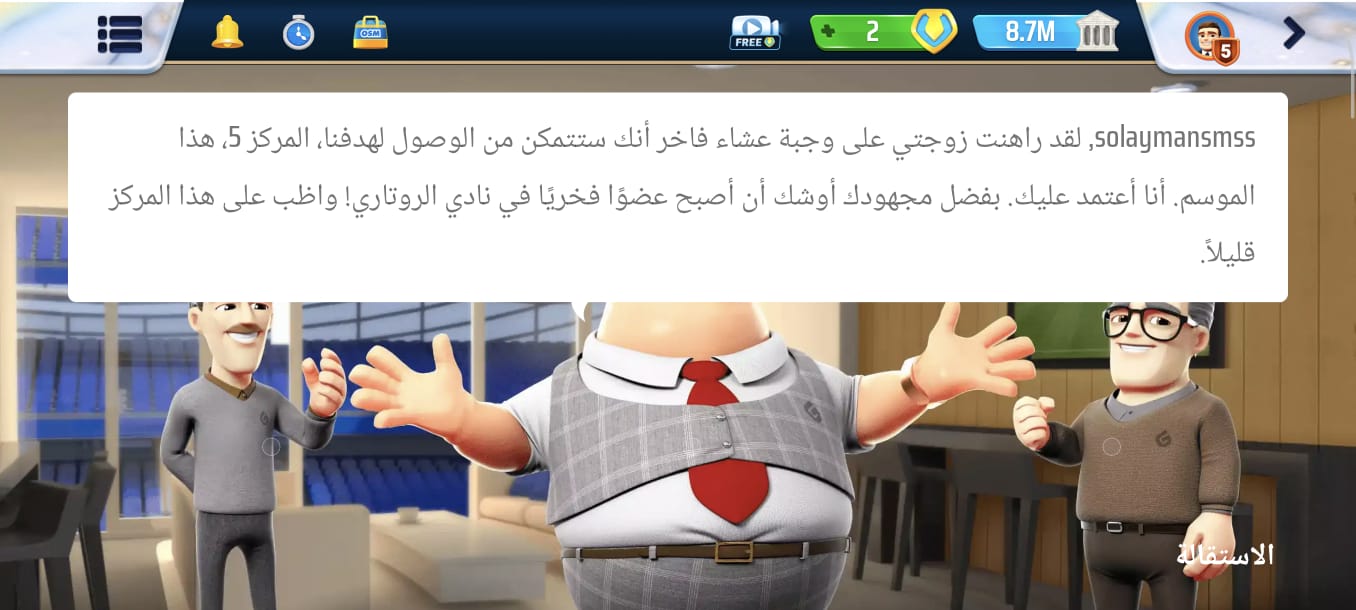 OSM
FREE
2
8.7M
5
solaymansmss, لقد راهنت زوجتي على وجبة عشاء فاخر أنك ستتمكن من الوصول لهدفنا، المركز 5، هذا
الموسم. أنا أعتمد عليك. بفضل مجهودك أوشك أن أصبح عضوًا فخريًا في نادي الروتاري! واظب على هذا المركز
قليلاً.
الاستقالة